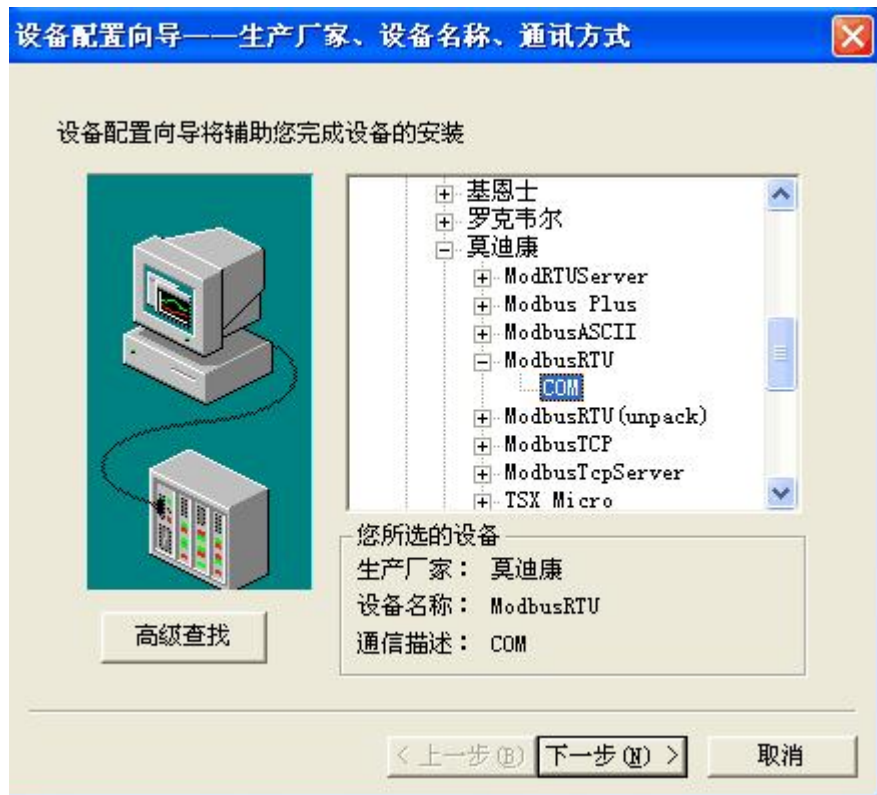 设备配置向导——生产厂家、设备名称、通讯方式
设备配置向导将辅助您完成设备的安装
基恩士
罗克韦尔
莫迪康
ModRTUServer
Modbus Plus
ModbusASCII
ModbusRTU
COM
ModbusRTU(unpack)
ModbusTCP
ModbusTcpServer
TSX Micro
您所选的设备
生产厂家： 莫迪康
设备名称： ModbusRTU
通信描述： COM
高级查找
< 上一步(B) 下一步(N) > 取消